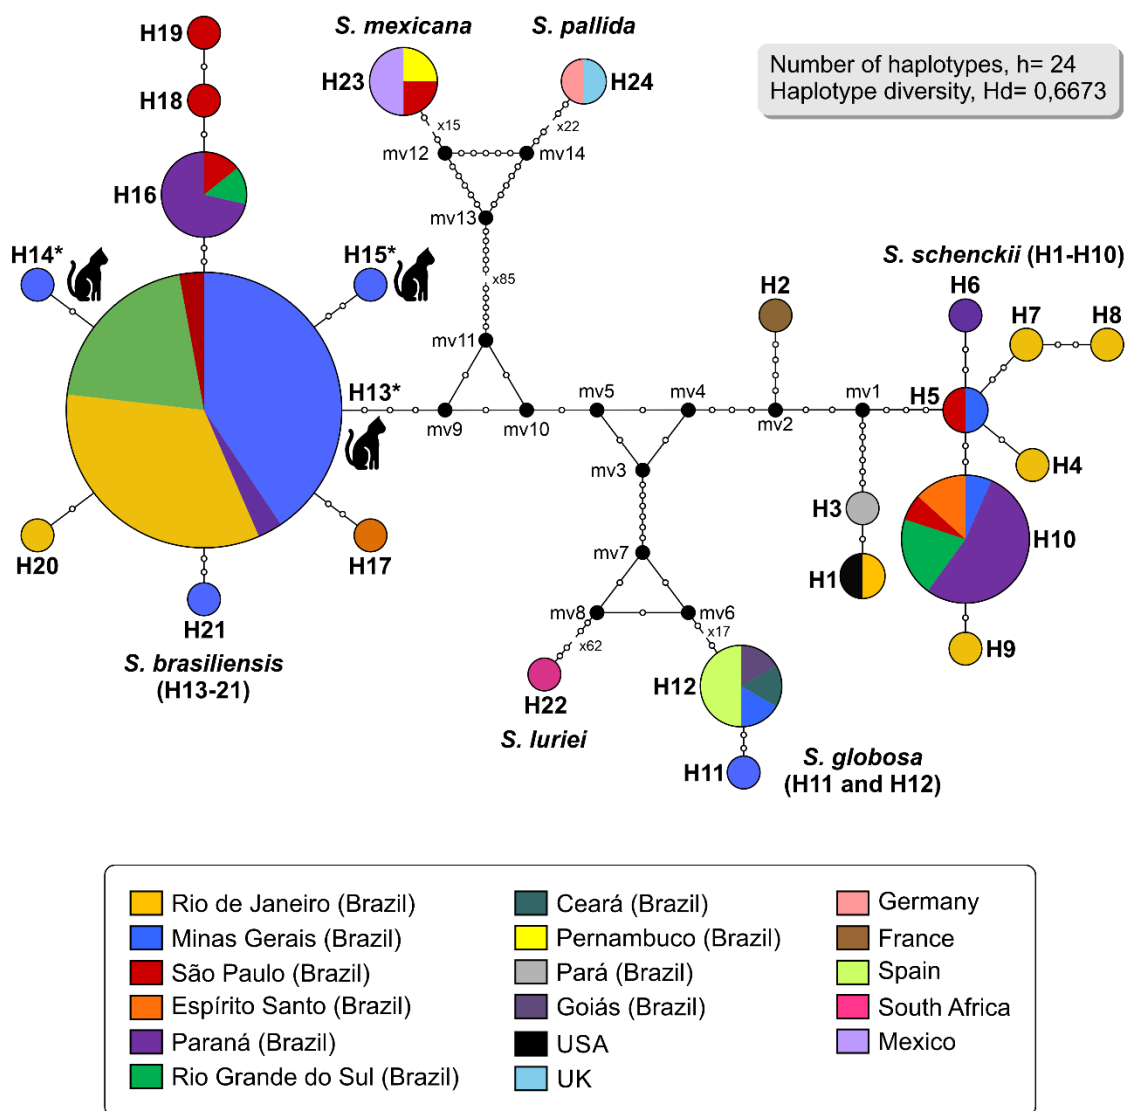 H19
S. mexicana
S. pallida
Number of haplotypes, h= 24
Haplotype diversity, Hd= 0,6673
H23
H24
H18
x15
x22
mv12
mv14
H16
mv13
H14*
H15*
S. schenckii (H1-H10)
x85
H2
H6
H7
H8
mv11
H13*
mv5
mv4
mv1
H5
mv9
mv10
mv2
mv3
H4
H3
H20
H17
H10
mv7
H1
H21
mv8
mv6
x17
x62
H9
S. brasiliensis
(H13-21)
H22
H12
S. luriei
S. globosa
(H11 and H12)
H11
Rio de Janeiro (Brazil)
Minas Gerais (Brazil)
São Paulo (Brazil)
Espírito Santo (Brazil)
Paraná (Brazil)
Rio Grande do Sul (Brazil)
Ceará (Brazil)
Pernambuco (Brazil)
Pará (Brazil)
Goiás (Brazil)
USA
UK
Germany
France
Spain
South Africa
Mexico